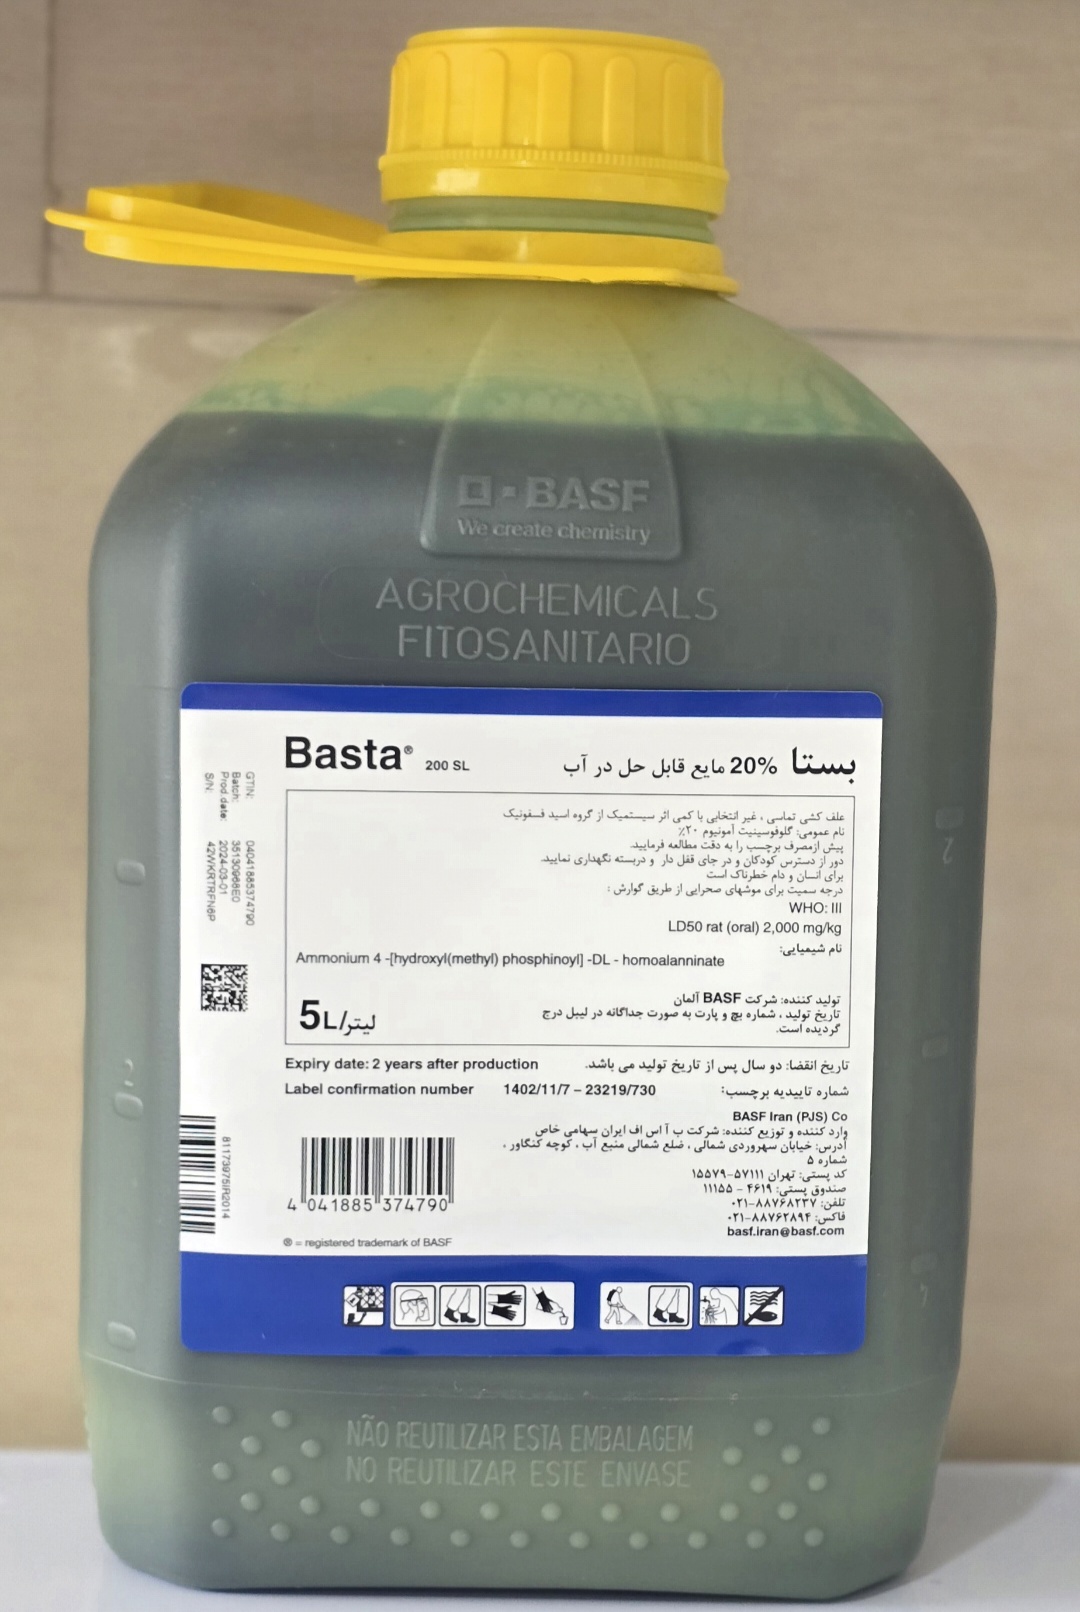 BASF
We create chemistry
AGROCHEMICALS
FITOSANITARIO
Basta® 200 SL
بستا 20% مایع قابل حل در آب
علف کشی تماسی ، غیر انتخابی با کمی اثر سیستمیک از گروه اسید فسفونیک
نام عمومی: گلوفوسینیت آمونیوم ۲۰٪
پیش ازمصرف برچسب را به دقت مطالعه فرمایید.
دور از دسترس کودکان و در جای قفل دار و دربسته نگهداری نمایید.
برای انسان و دام خطرناک است
درجه سمیت برای موشهای صحرایی از طریق گوارش :
WHO: III
LD50 rat (oral) 2,000 mg/kg
نام شیمیایی:
Ammonium 4 -[hydroxyl(methyl) phosphinoyl] -DL - homoalanninate
تولید کننده: شرکت BASF آلمان
تاریخ تولید ، شماره بچ و پارت به صورت جداگانه در لیبل درج
گردیده است.
5L/لیتر
Expiry date: 2 years after production
تاریخ انقضا: دو سال پس از تاریخ تولید می باشد.
Label confirmation number 1402/11/7 – 23219/730
شماره تاییدیه برچسب:
BASF Iran (PJS) Co
وارد کننده و توزیع کننده: شرکت ب آ اس اف ایران سهامی خاص
آدرس: خیابان سهروردی شمالی ، ضلع شمالی منبع آب ، کوچه کنگاور ،
شماره ۵
کد پستی: تهران ۵۷۱۱۱-۱۵۵۷۹
صندوق پستی: ۴۶۱۹ - ۱۱۱۵۵
تلفن: ۸۸۷۶۸۲۳۷-۰۲۱
فاکس: ۸۸۷۶۲۸۹۴-۰۲۱
basf.iran@basf.com
4 041885 374790
® = registered trademark of BASF
GTIN: 04041885374790
Batch: 35130968E0
Prod.date: 2024-03-01
S/N: 42WKRTRFN6P
81173975IR2014
NÃO REUTILIZAR ESTA EMBALAGEM
NO REUTILIZAR ESTE ENVASE
2